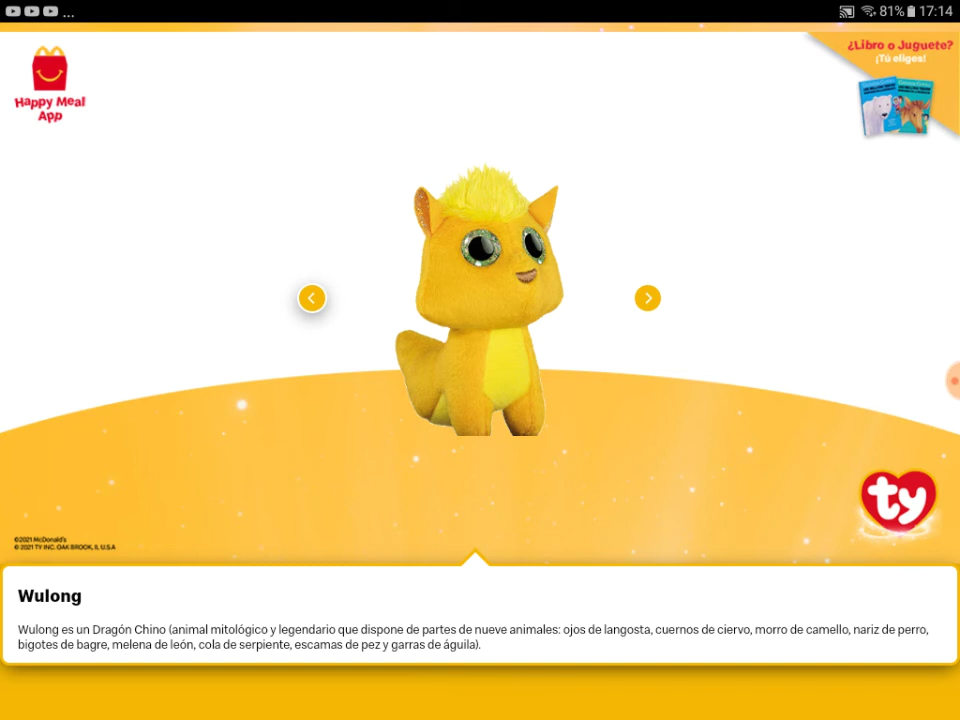 ... 81% 17:14
Happy Meal
App
¿Libro o Juguete?
¡Tú eliges!
ty
©2021 McDonald's
© 2021 TY INC. OAK BROOK, IL U.S.A
Wulong
Wulong es un Dragón Chino (animal mitológico y legendario que dispone de partes de nueve animales: ojos de langosta, cuernos de ciervo, morro de camello, nariz de perro,
bigotes de bagre, melena de león, cola de serpiente, escamas de pez y garras de águila).